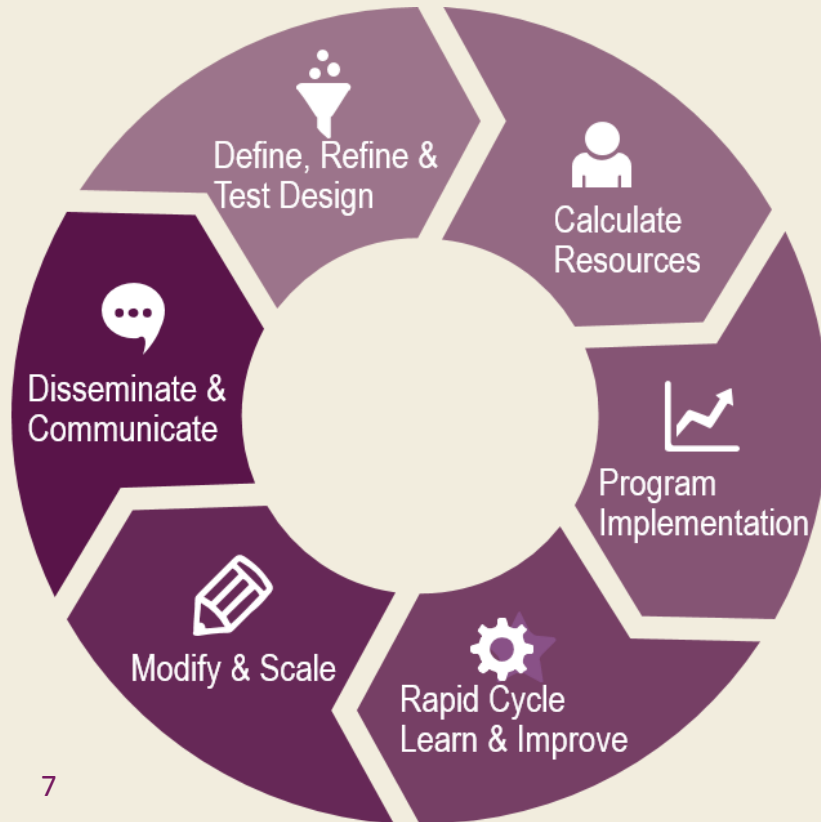 Define, Refine &
Test Design
Calculate
Resources
Program
Implementation
Rapid Cycle
Learn & Improve
Modify & Scale
Disseminate &
Communicate
7